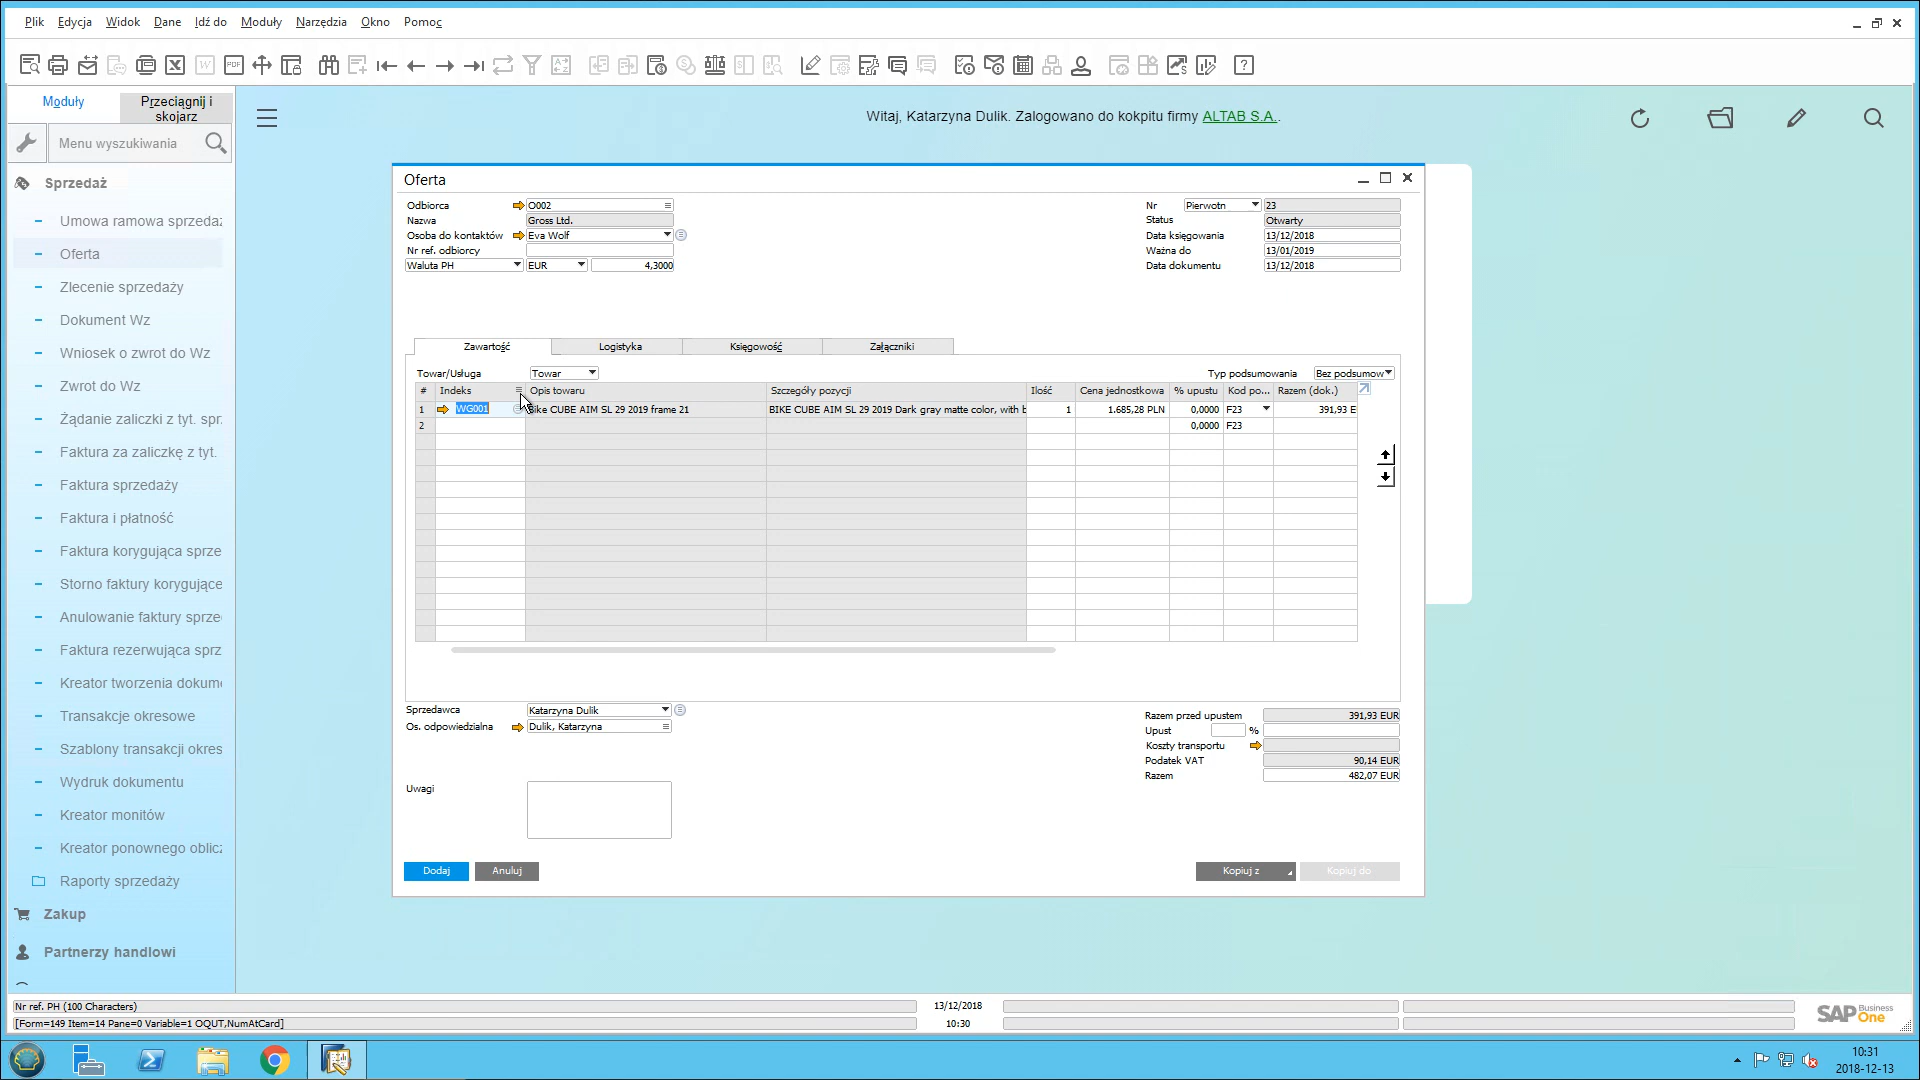 Plik Edycja Widok Dane Idź do Moduły Narzędzia Okno Pomoc
Moduły
Przeciągnij i
skojarz
Menu wyszukiwania
Witaj, Katarzyna Dulik. Zalogowano do kokpitu firmy ALTAB S.A..
Sprzedaż
Umowa ramowa sprzedaż
Oferta
Zlecenie sprzedaży
Dokument Wz
Wniosek o zwrot do Wz
Zwrot do Wz
Żądanie zaliczki z tyt. spr
Faktura za zaliczkę z tyt.
Faktura sprzedaży
Faktura i płatność
Faktura korygująca sprze
Storno faktury korygujące
Anulowanie faktury sprze
Faktura rezerwująca sprz
Kreator tworzenia dokum
Transakcje okresowe
Szablony transakcji okres
Wydruk dokumentu
Kreator monitów
Kreator ponownego oblic
Raporty sprzedaży
Zakup
Partnerzy handlowi
Oferta
Odbiorca O002
Nazwa Gross Ltd.
Osoba do kontaktów Eva Wolf
Nr ref. odbiorcy
Waluta PH EUR 4,3000
Nr Pierwotn 23
Status Otwarty
Data księgowania 13/12/2018
Ważna do 13/01/2019
Data dokumentu 13/12/2018
Zawartość Logistyka Księgowość Załączniki
Towar/Usługa Towar Typ podsumowania Bez podsumow
# Indeks Opis towaru Szczegóły pozycji Ilość Cena jednostkowa % upustu Kod po... Razem (dok.)
1 WG001 Bike CUBE AIM SL 29 2019 frame 21 BIKE CUBE AIM SL 29 2019 Dark gray matte color, with b 1 1.685,28 PLN 0,0000 F23 391,93 E
2 0,0000 F23
Sprzedawca Katarzyna Dulik
Os. odpowiedzialna Dulik, Katarzyna
Uwagi
Razem przed upustem 391,93 EUR
Upust %
Koszty transportu
Podatek VAT 90,14 EUR
Razem 482,07 EUR
Dodaj Anuluj Kopiuj z Kopiuj do
Nr ref. PH (100 Characters) 13/12/2018
[Form=149 Item=14 Pane=0 Variable=1 OQUT,NumAtCard] 10:30
SAP Business One
10:31
2018-12-13